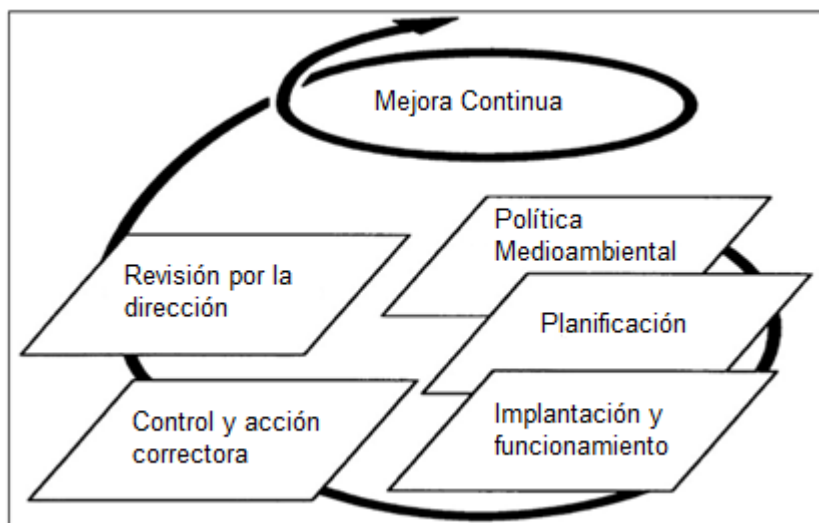 Mejora Continua
Política
Medioambiental
Revisión por la
dirección
Planificación
Control y acción
correctora
Implantación y
funcionamiento